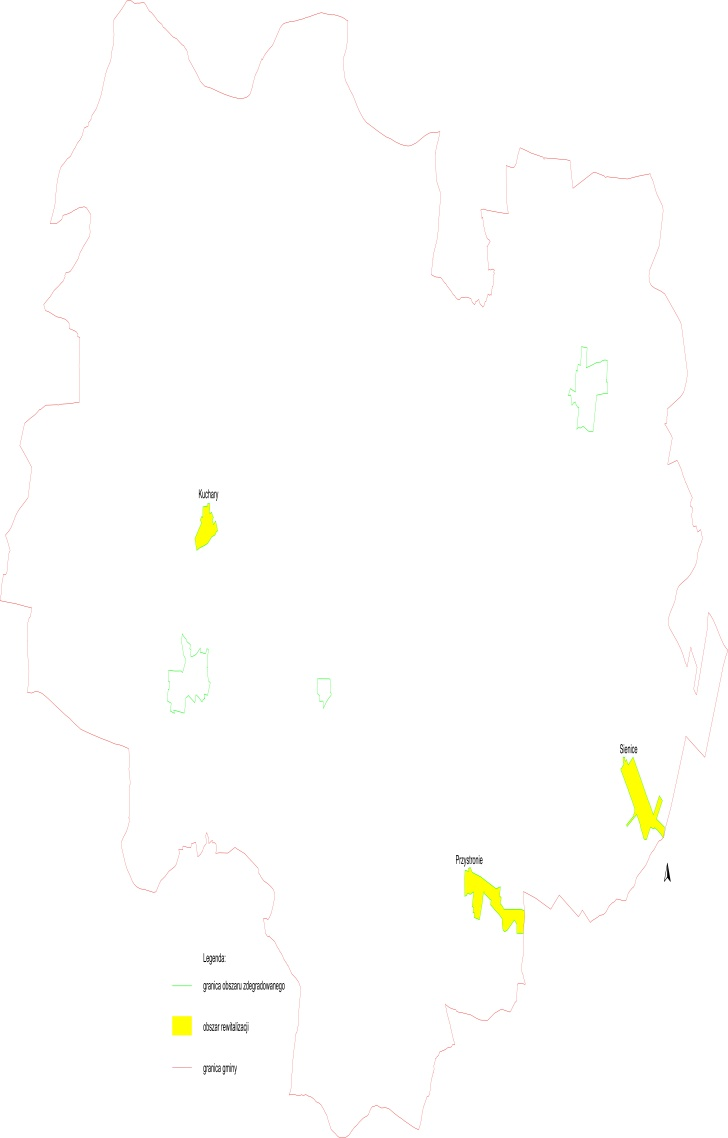 Kuchary
Sienice
Przystronie
Legenda:
granica obszaru zdegradowanego
obszar rewitalizacji
granica gminy